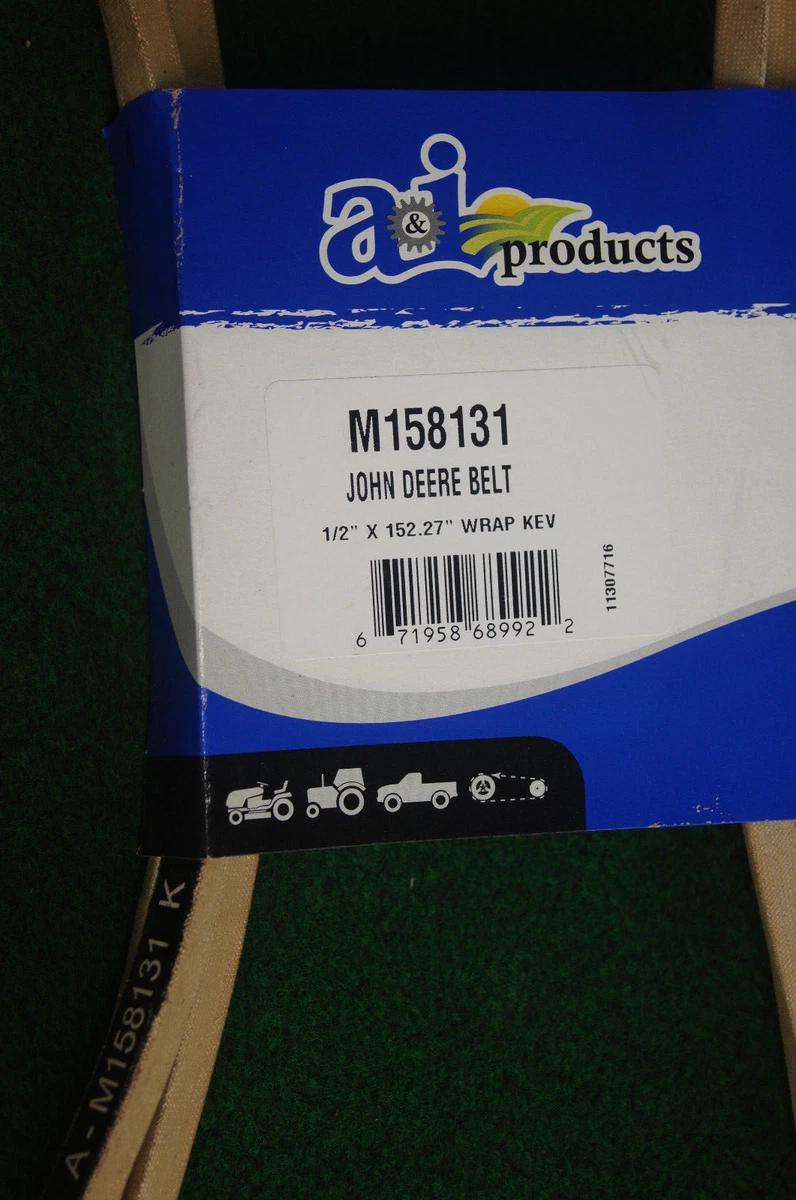 a&i products
M158131
JOHN DEERE BELT
1/2" X 152.27" WRAP KEV
11307716
6 71958 68992 2
A - M158131 K